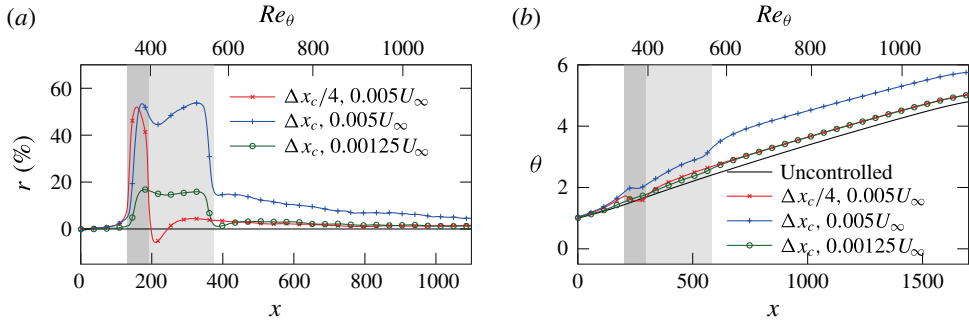 (a)
Re_θ
400 600 800 1000
60
40
20
0
r (%)
Δx_c/4, 0.005U_∞
Δx_c, 0.005U_∞
Δx_c, 0.00125U_∞
0 200 400 600 800 1000
x
(b)
Re_θ
400 600 800 1000
6
4
2
0
θ
Uncontrolled
Δx_c/4, 0.005U_∞
Δx_c, 0.005U_∞
Δx_c, 0.00125U_∞
0 500 1000 1500
x